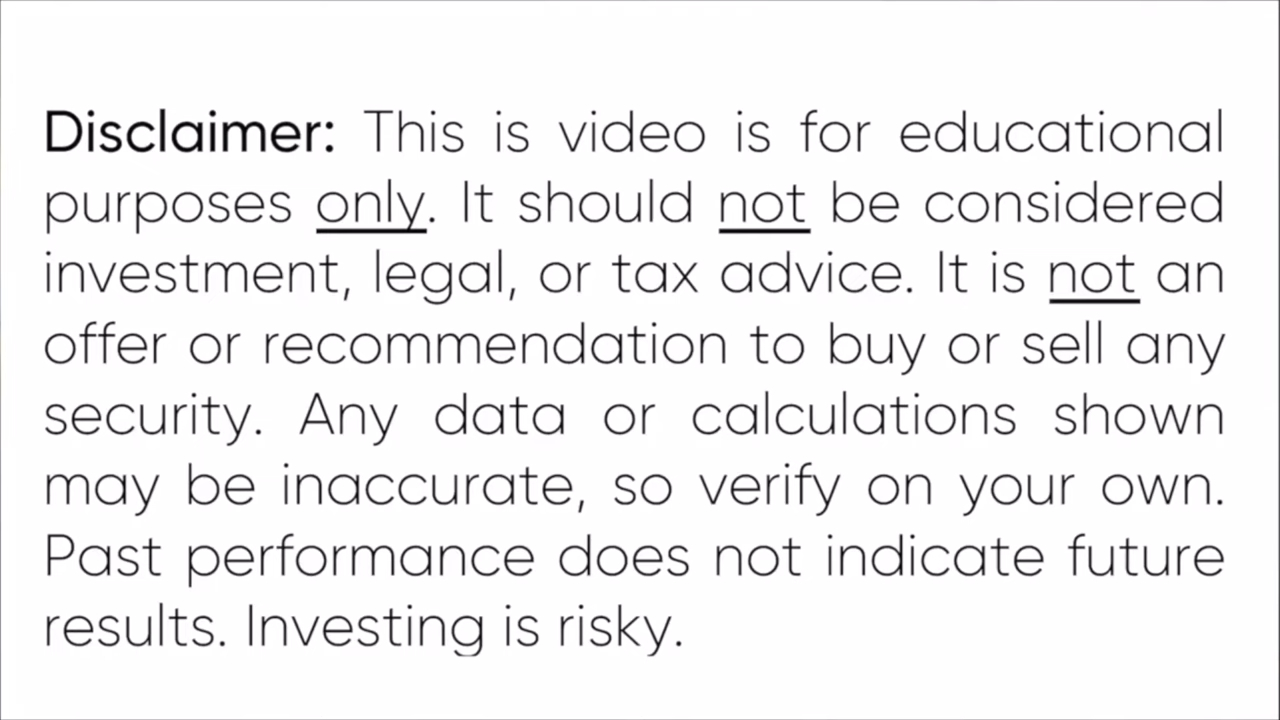 Disclaimer: This is video is for educational
purposes only. It should not be considered
investment, legal, or tax advice. It is not an
offer or recommendation to buy or sell any
security. Any data or calculations shown
may be inaccurate, so verify on your own.
Past performance does not indicate future
results. Investing is risky.